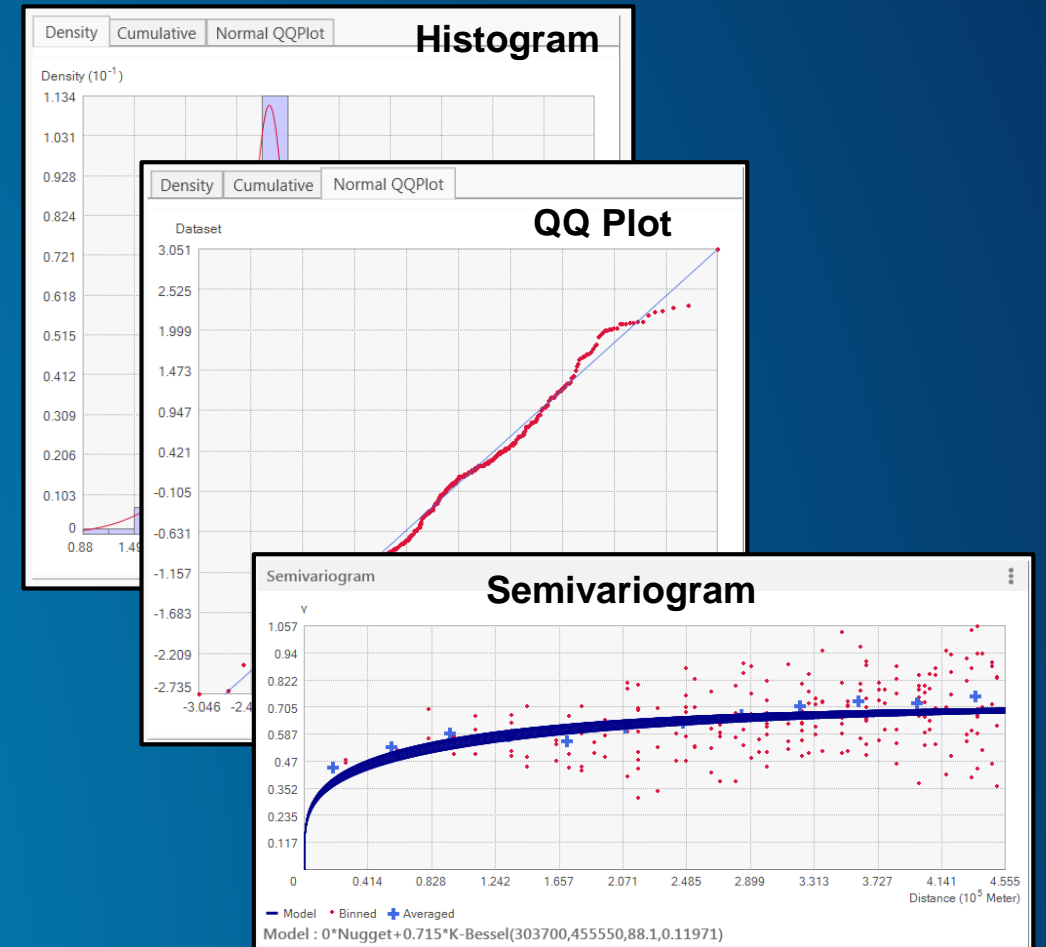 Histogram
Density Cumulative Normal QQPlot
Density (10⁻¹)
1.134
1.031
0.928
0.824
0.721
0.618
0.515
0.412
0.309
0.206
0.103
0
0.88
QQ Plot
Density Cumulative Normal QQPlot
Dataset
3.051
2.525
1.999
1.473
0.947
0.421
-0.105
-0.631
-1.157
-1.683
-2.209
-2.735
-3.046
Semivariogram
Semivariogram
γ
1.057
0.94
0.822
0.705
0.587
0.47
0.352
0.235
0.117
0 0.414 0.828 1.242 1.657 2.071 2.485 2.899 3.313 3.727 4.141 4.555
Distance (10⁵ Meter)
Model Binned Averaged
Model : 0*Nugget+0.715*K-Bessel(303700,455550,88.1,0.11971)